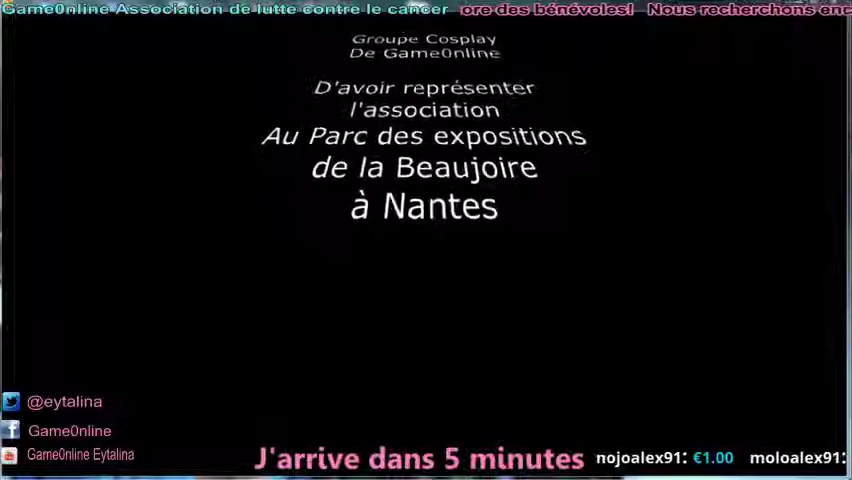 Game0nline Association de lutte contre le cancer ore des bénévoles! Nous recherchons enc
Groupe Cosplay
De Game0nline
D'avoir représenter
l'association
Au Parc des expositions
de la Beaujoire
à Nantes
@eytalina
Game0nline
Game0nline Eytalina
J'arrive dans 5 minutes nojoalex91: €1.00 moloalex91: